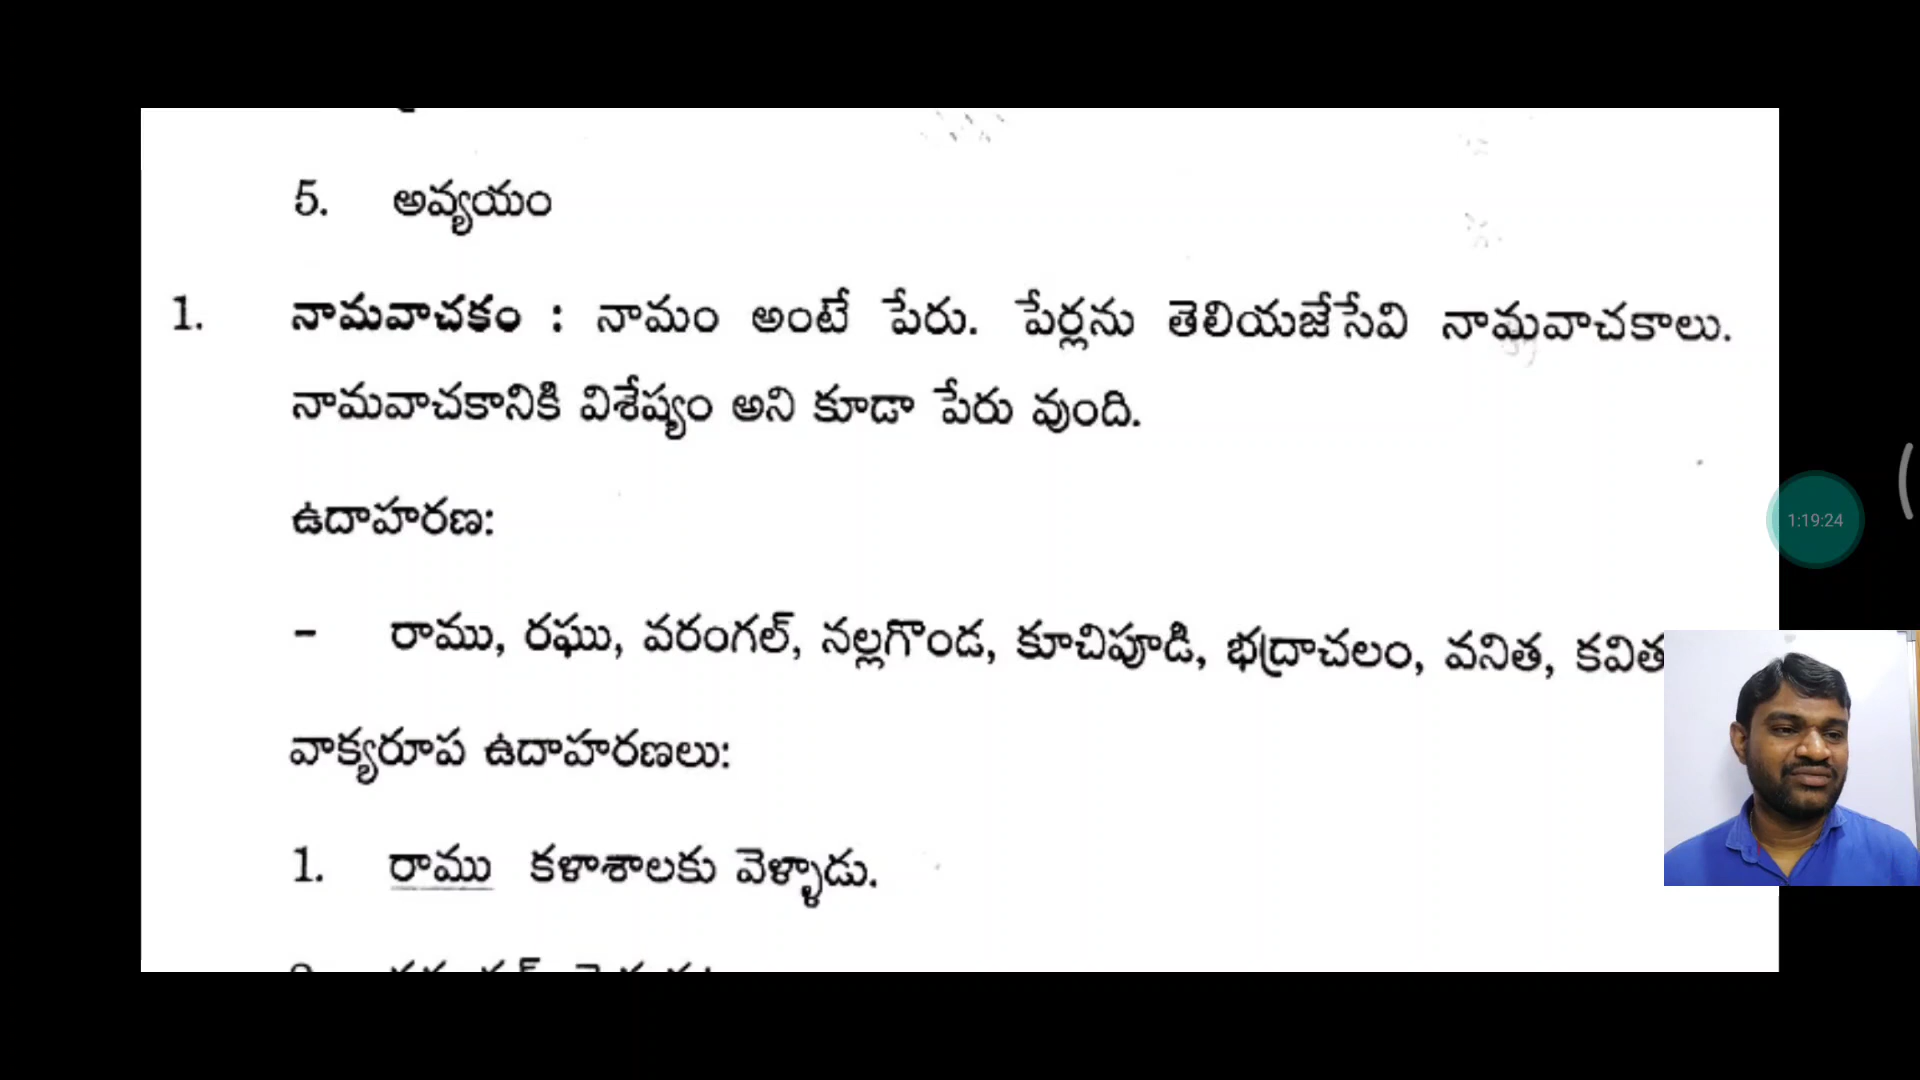 5. అవ్యయం
1. నామవాచకం : నామం అంటే పేరు. పేర్లను తెలియజేసేవి నామవాచకాలు.
నామవాచకానికి విశేష్యం అని కూడా పేరు వుంది.
ఉదాహరణ:
1:19:24
- రాము, రఘు, వరంగల్, నల్లగొండ, కూచిపూడి, భద్రాచలం, వనిత, కవిత
వాక్యరూప ఉదాహరణలు:
1. రాము కళాశాలకు వెళ్ళాడు.